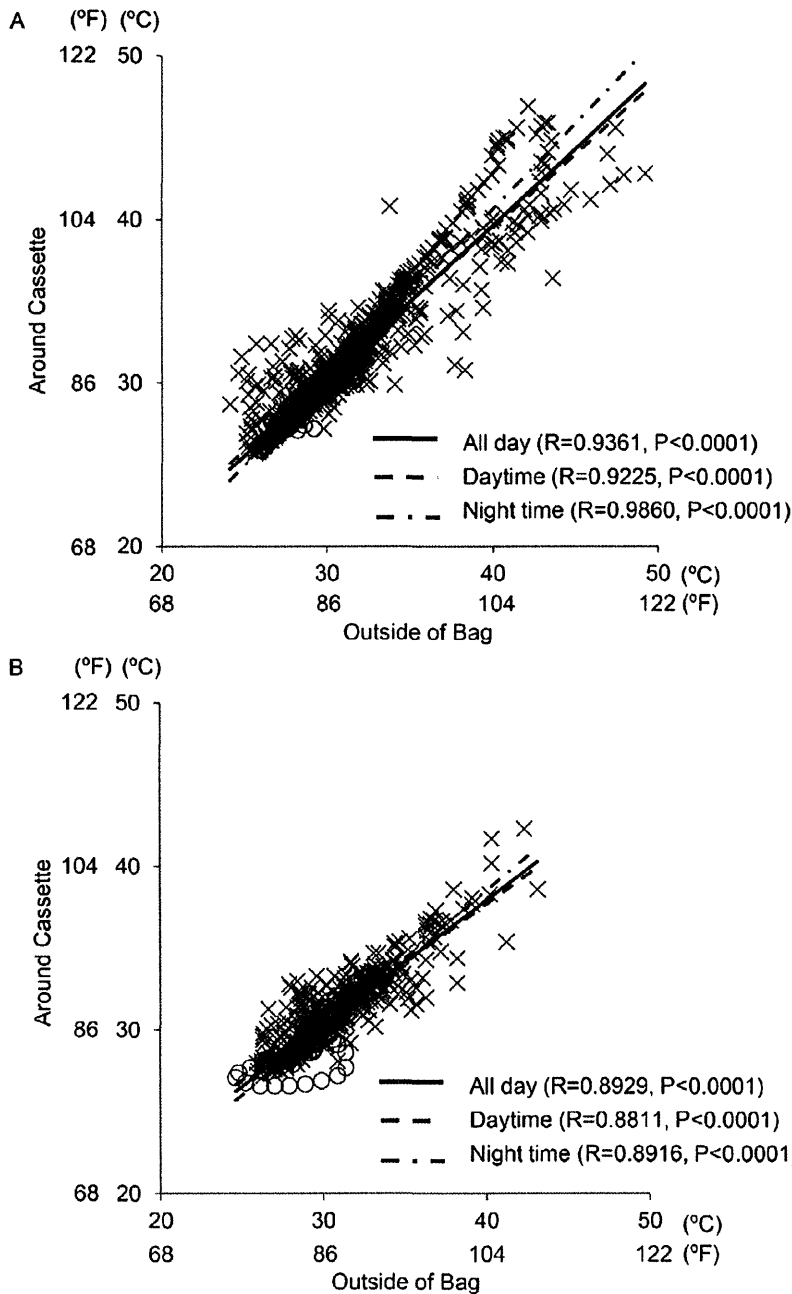 A (ºF) (ºC)
122 50
104 40
86 30
68 20
Around Cassette
All day (R=0.9361, P<0.0001)
Daytime (R=0.9225, P<0.0001)
Night time (R=0.9860, P<0.0001)
20 30 40 50 (ºC)
68 86 104 122 (ºF)
Outside of Bag
B (ºF) (ºC)
122 50
104 40
86 30
68 20
Around Cassette
All day (R=0.8929, P<0.0001)
Daytime (R=0.8811, P<0.0001)
Night time (R=0.8916, P<0.0001
20 30 40 50 (ºC)
68 86 104 122 (ºF)
Outside of Bag